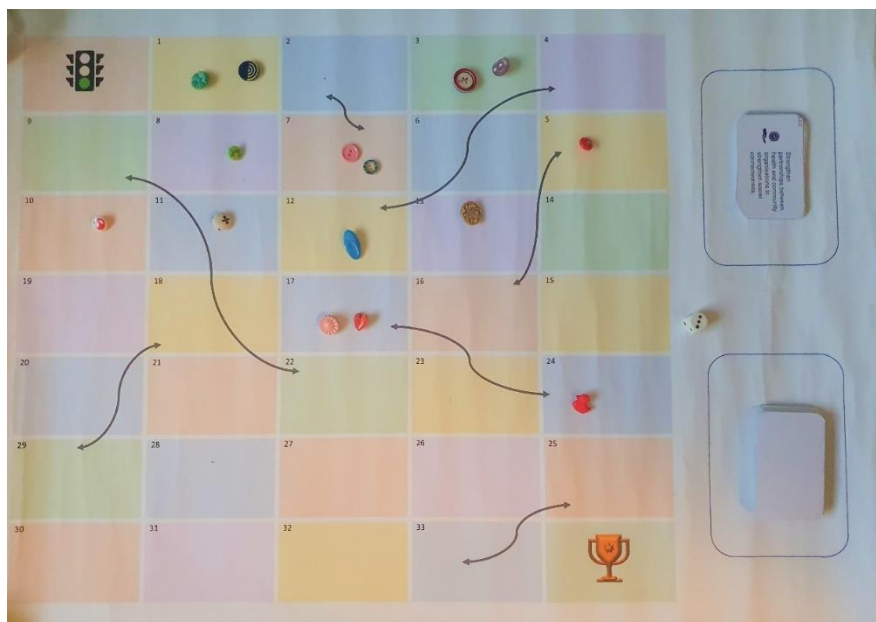 1 2 3 4
9 8 7 6 5
10 11 12 13 14
19 18 17 16 15
20 21 22 23 24
29 28 27 26 25
30 31 32 33
Strengthen
partnerships between
health and community
organisations to
strengthen social
connectedness.